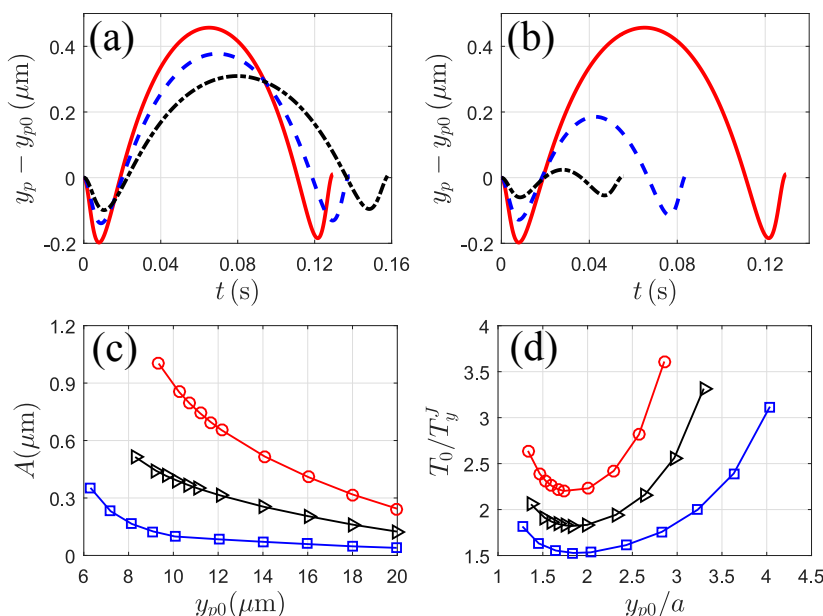 (a)
y_p − y_{p0} (μm)
0.4
0.2
0
-0.2
0 0.04 0.08 0.12 0.16
t (s)
(b)
y_p − y_{p0} (μm)
0.4
0.2
0
-0.2
0 0.04 0.08 0.12
t (s)
(c)
A(μm)
1.2
0.9
0.6
0.3
0
6 8 10 12 14 16 18 20
y_{p0}(μm)
(d)
T_0/T_y^J
4
3.5
3
2.5
2
1.5
1 1.5 2 2.5 3 3.5 4 4.5
y_{p0}/a